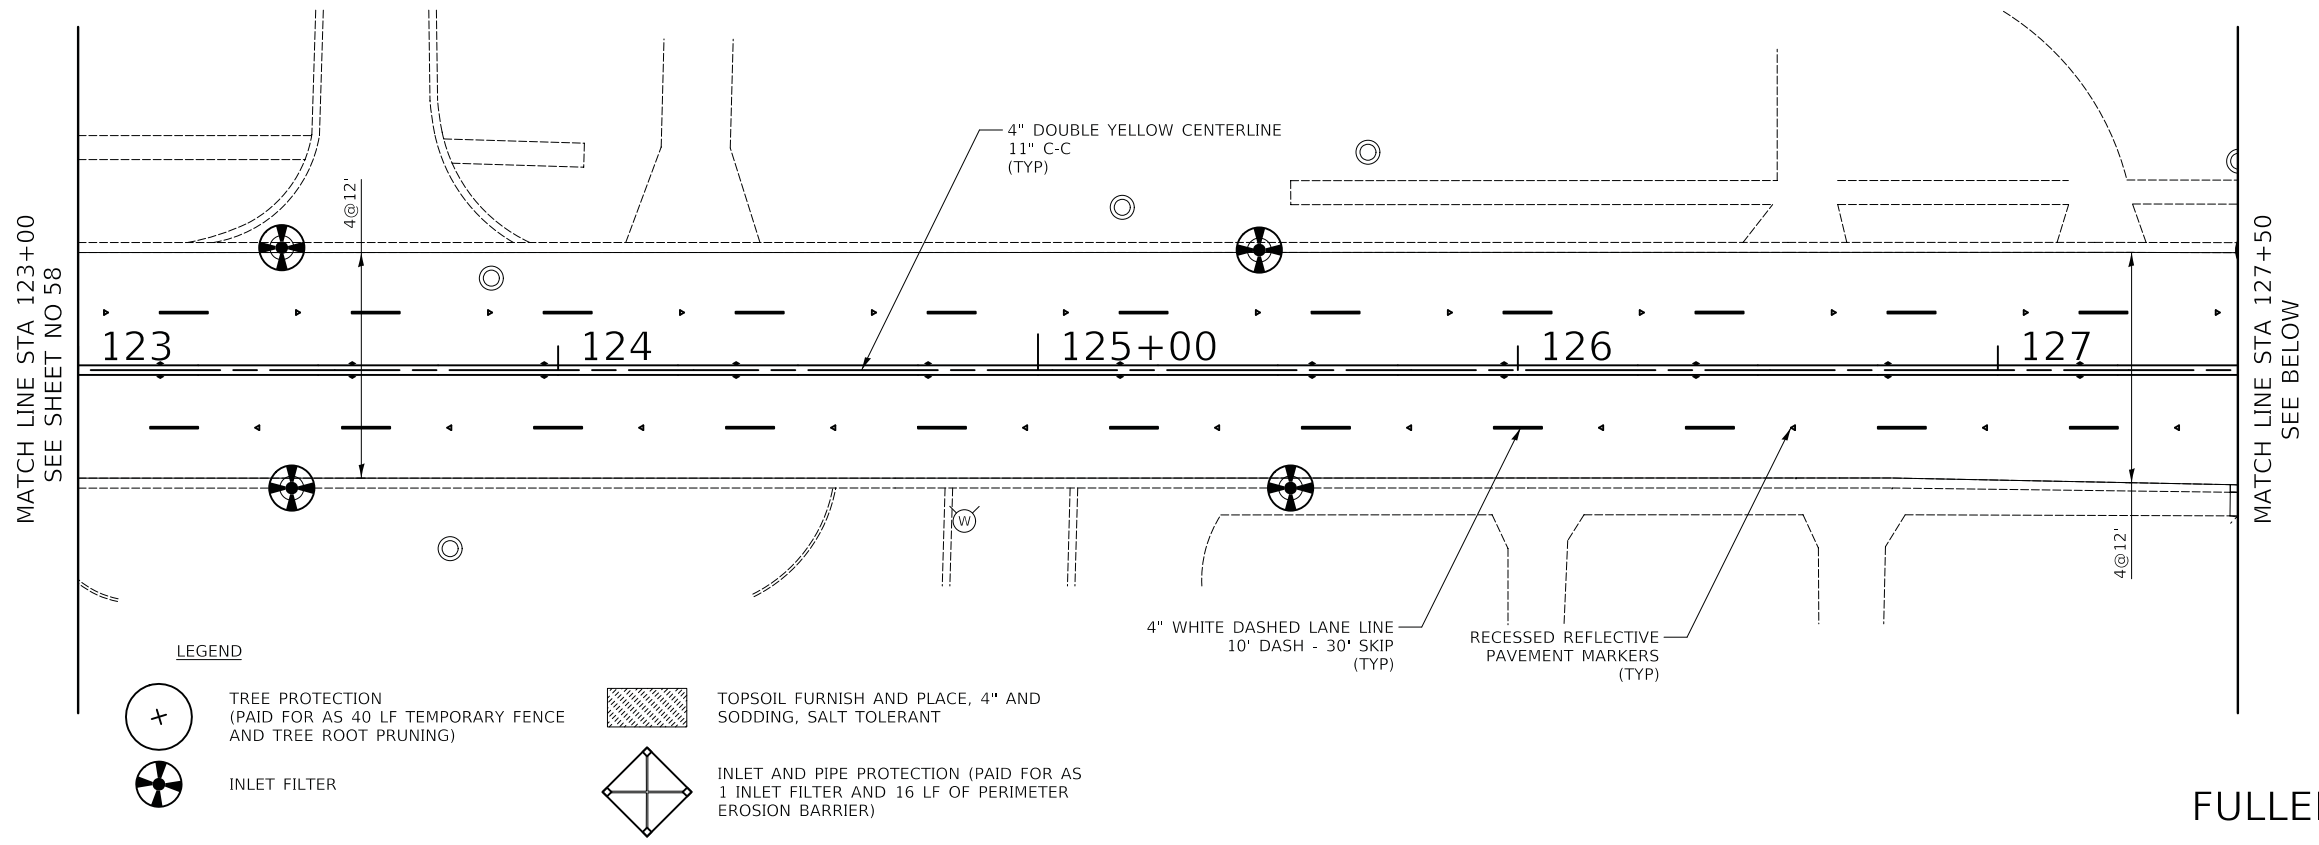 MATCH LINE STA 123+00
SEE SHEET NO 58
4@12'
4" DOUBLE YELLOW CENTERLINE
11" C-C
(TYP)
123
124
125+00
126
127
MATCH LINE STA 127+50
SEE BELOW
4@12'
W
4" WHITE DASHED LANE LINE
10' DASH - 30' SKIP
(TYP)
RECESSED REFLECTIVE
PAVEMENT MARKERS
(TYP)
LEGEND
TREE PROTECTION
(PAID FOR AS 40 LF TEMPORARY FENCE
AND TREE ROOT PRUNING)
INLET FILTER
TOPSOIL FURNISH AND PLACE, 4" AND
SODDING, SALT TOLERANT
INLET AND PIPE PROTECTION (PAID FOR AS
1 INLET FILTER AND 16 LF OF PERIMETER
EROSION BARRIER)